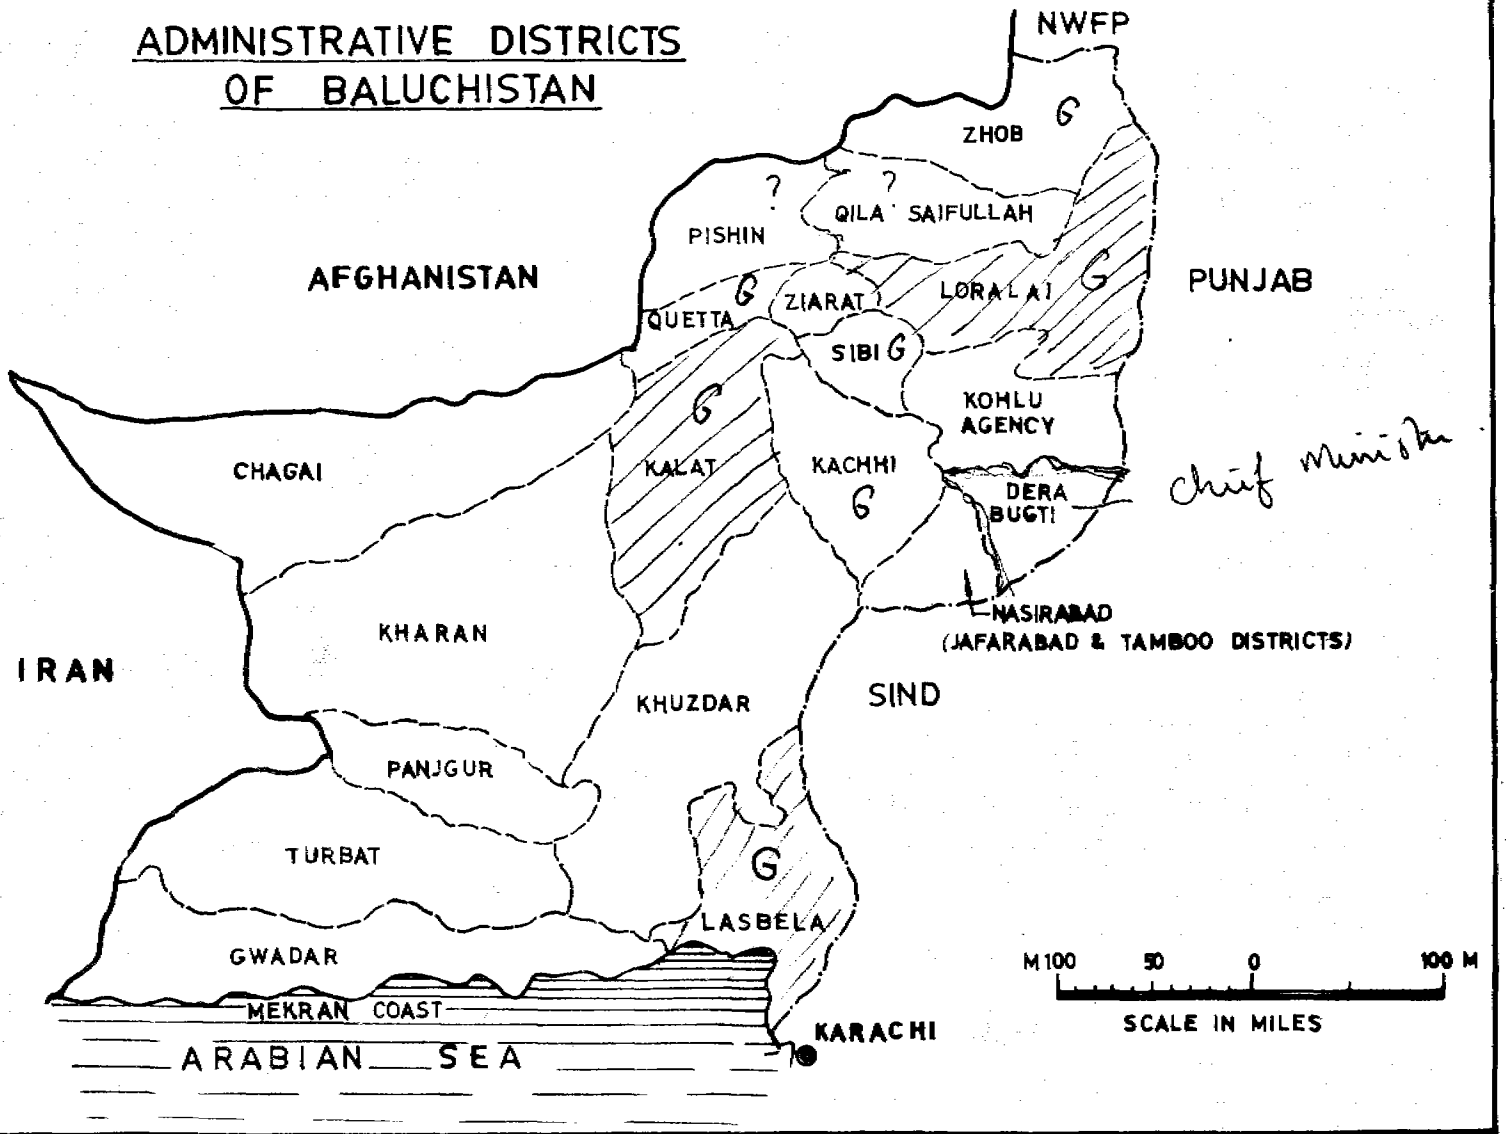 ADMINISTRATIVE DISTRICTS
OF BALUCHISTAN
NWFP
ZHOB G
? ?
QILA SAIFULLAH
PISHIN
AFGHANISTAN
PUNJAB
G
G
ZIARAT
LORALAI
QUETTA
SIBI G
G
KOHLU
AGENCY
CHAGAI
KALAT
KACHHI
G
Chief Minister
DERA
BUGTI
NASIRABAD
(JAFARABAD & TAMBOO DISTRICTS)
KHARAN
IRAN
KHUZDAR
SIND
PANJGUR
TURBAT
G
LASBELA
GWADAR
M 100 50 0 100 M
SCALE IN MILES
MEKRAN COAST
KARACHI
ARABIAN SEA